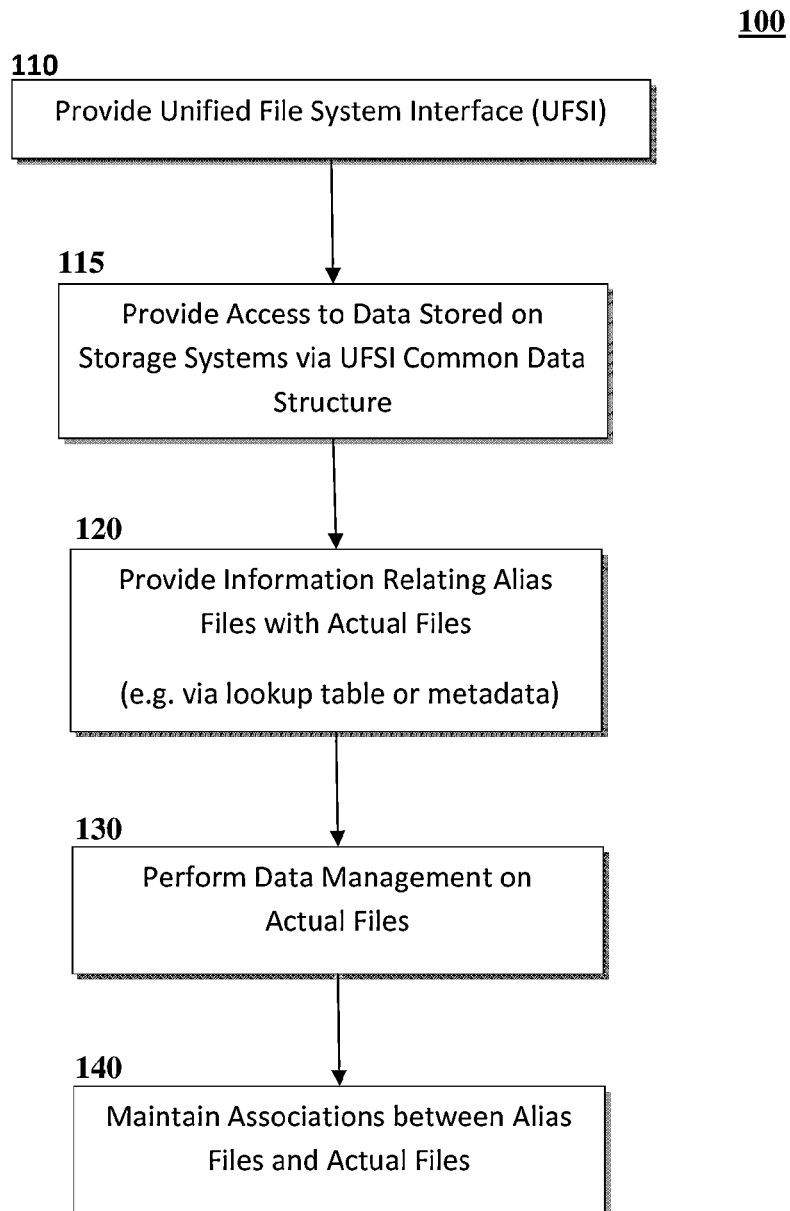 100
110
Provide Unified File System Interface (UFSI)
115
Provide Access to Data Stored on
Storage Systems via UFSI Common Data
Structure
120
Provide Information Relating Alias
Files with Actual Files
(e.g. via lookup table or metadata)
130
Perform Data Management on
Actual Files
140
Maintain Associations between Alias
Files and Actual Files